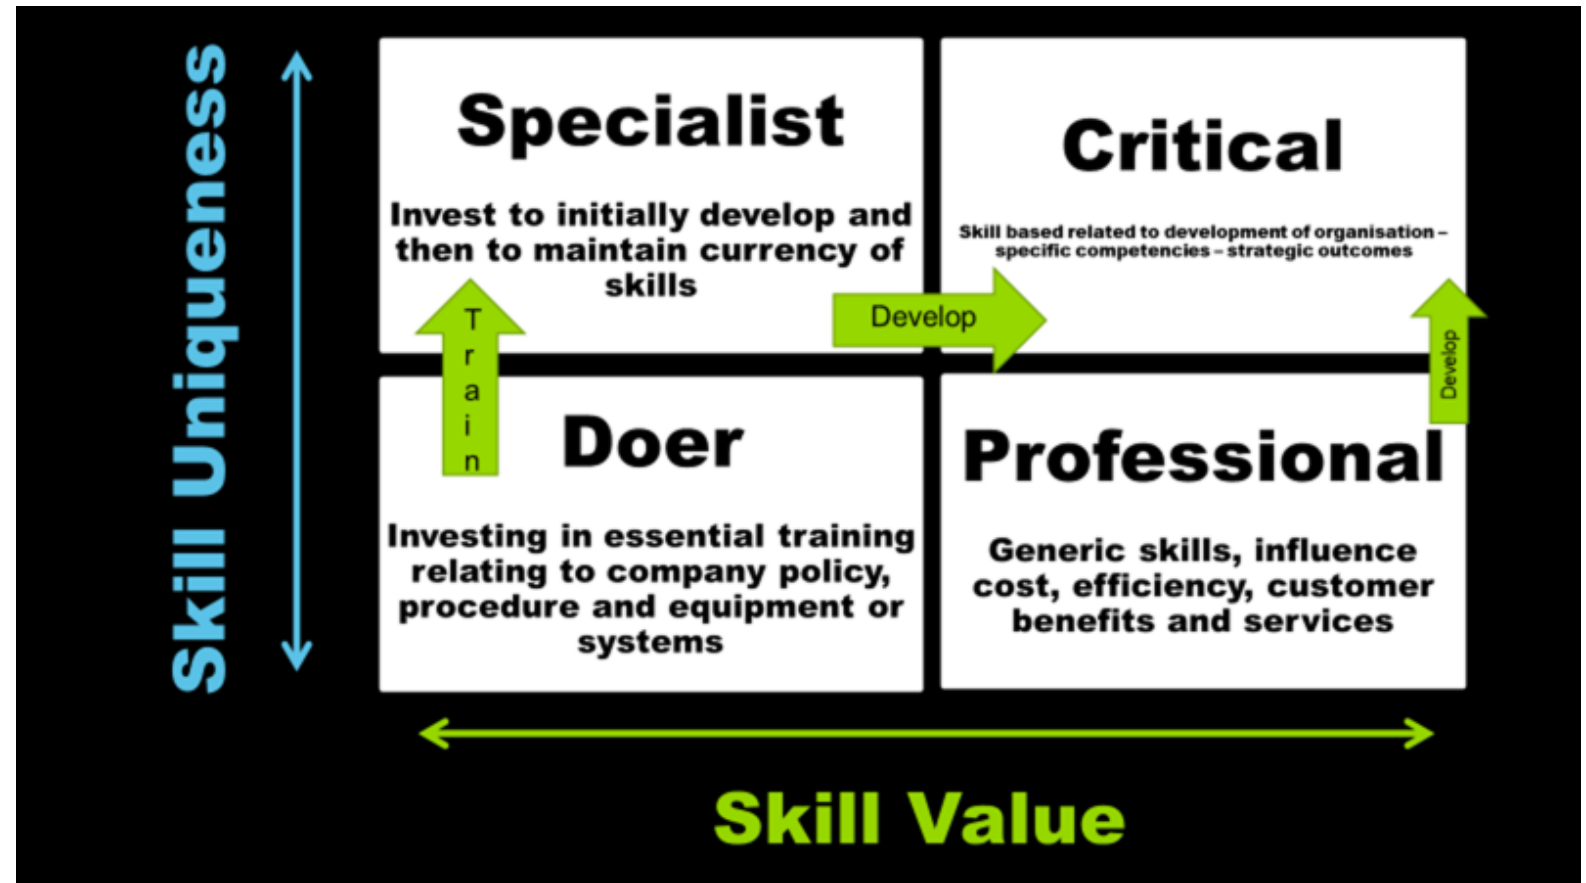 Skill Uniqueness
Specialist
Invest to initially develop and
then to maintain currency of
skills
Critical
Skill based related to development of organisation –
specific competencies – strategic outcomes
Train
Develop
Develop
Doer
Investing in essential training
relating to company policy,
procedure and equipment or
systems
Professional
Generic skills, influence
cost, efficiency, customer
benefits and services
Skill Value